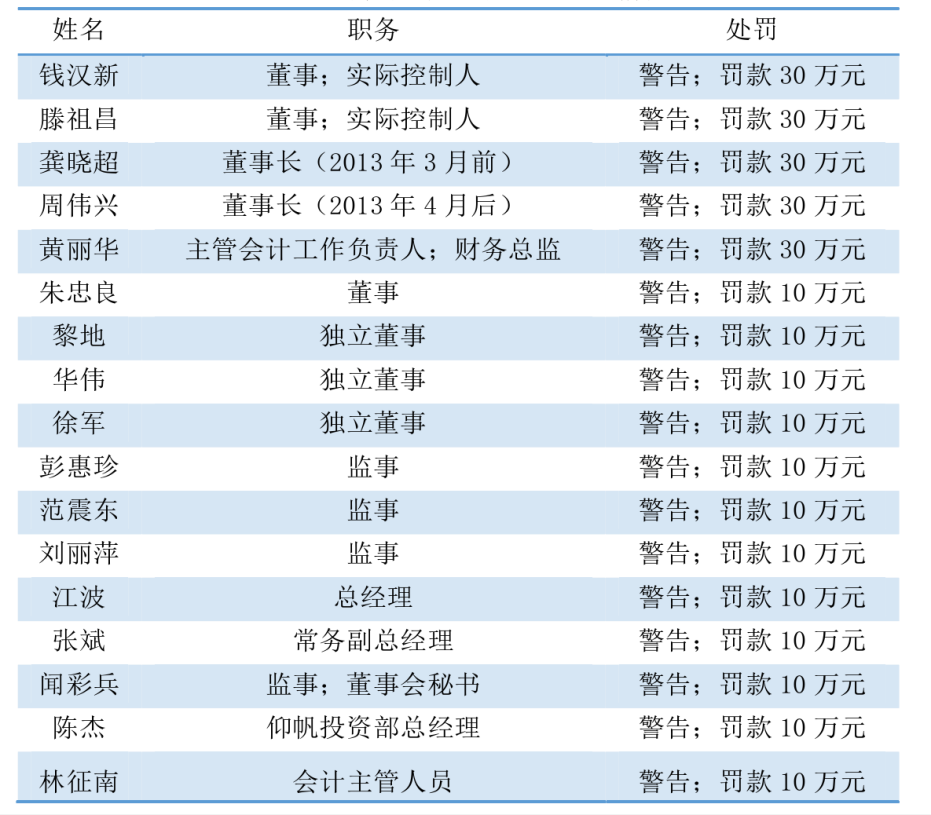 姓名 职务 处罚
钱汉新 董事；实际控制人 警告；罚款 30 万元
滕祖昌 董事；实际控制人 警告；罚款 30 万元
龚晓超 董事长（2013 年 3 月前） 警告；罚款 30 万元
周伟兴 董事长（2013 年 4 月后） 警告；罚款 30 万元
黄丽华 主管会计工作负责人；财务总监 警告；罚款 30 万元
朱忠良 董事 警告；罚款 10 万元
黎地 独立董事 警告；罚款 10 万元
华伟 独立董事 警告；罚款 10 万元
徐军 独立董事 警告；罚款 10 万元
彭惠珍 监事 警告；罚款 10 万元
范震东 监事 警告；罚款 10 万元
刘丽萍 监事 警告；罚款 10 万元
江波 总经理 警告；罚款 10 万元
张斌 常务副总经理 警告；罚款 10 万元
闻彩兵 监事；董事会秘书 警告；罚款 10 万元
陈杰 仰帆投资部总经理 警告；罚款 10 万元
林征南 会计主管人员 警告；罚款 10 万元